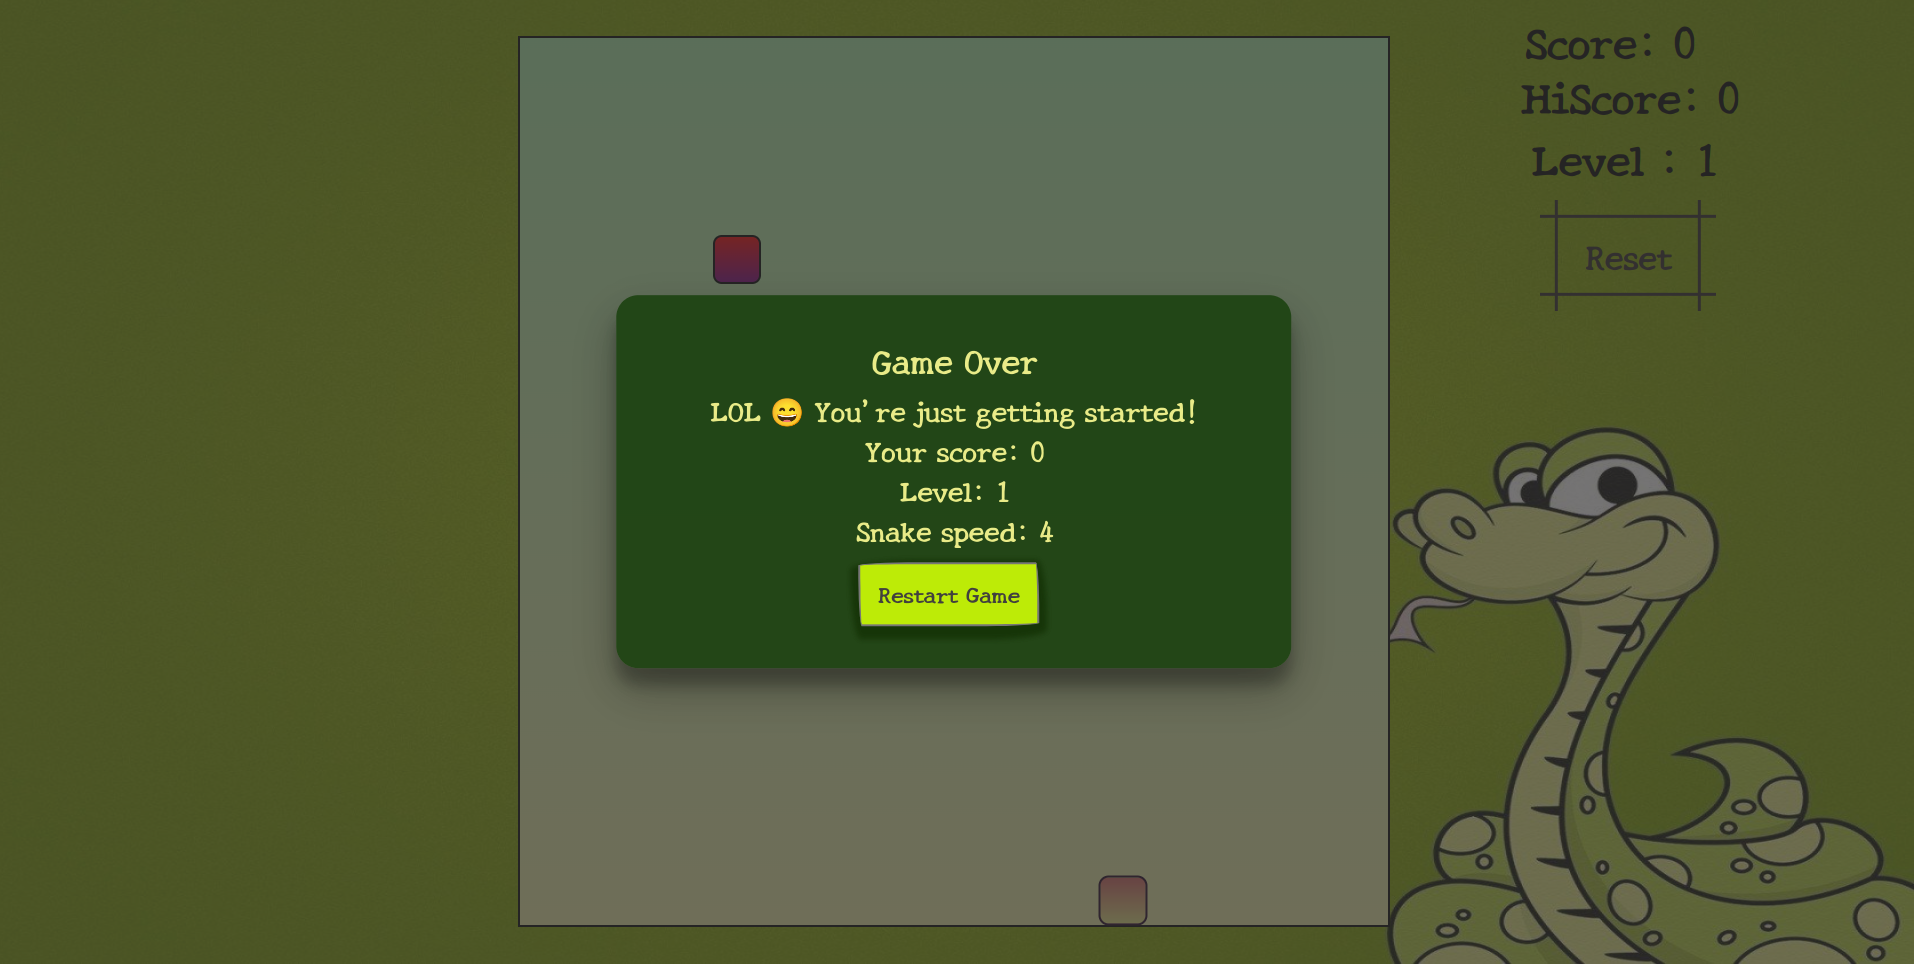 Score: 0
HiScore: 0
Level : 1
Reset
Game Over
LOL 😄 You're just getting started!
Your score: 0
Level: 1
Snake speed: 4
Restart Game